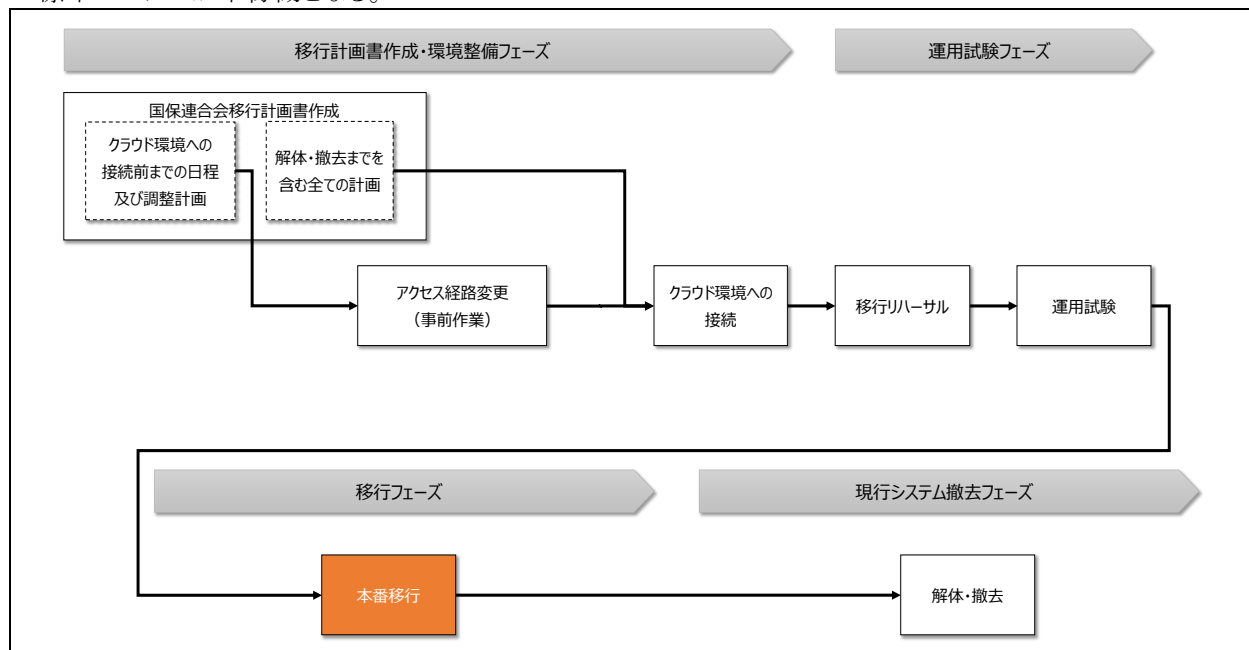 移行計画書作成・環境整備フェーズ
運用試験フェーズ
国保連合会移行計画書作成
クラウド環境への
接続前までの日程
及び調整計画
解体・撤去までを
含む全ての計画
アクセス経路変更
（事前作業）
クラウド環境への
接続
移行リハーサル
運用試験
移行フェーズ
現行システム撤去フェーズ
本番移行
解体・撤去